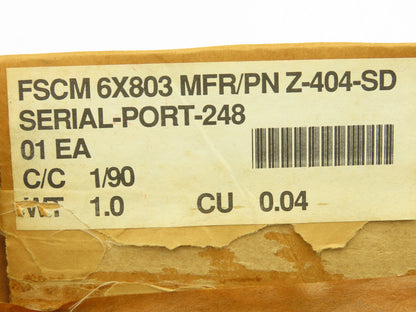 FSCM 6X803 MFR/PN Z-404-SD
SERIAL-PORT-248
01 EA
C/C 1/90
WT 1.0 CU 0.04